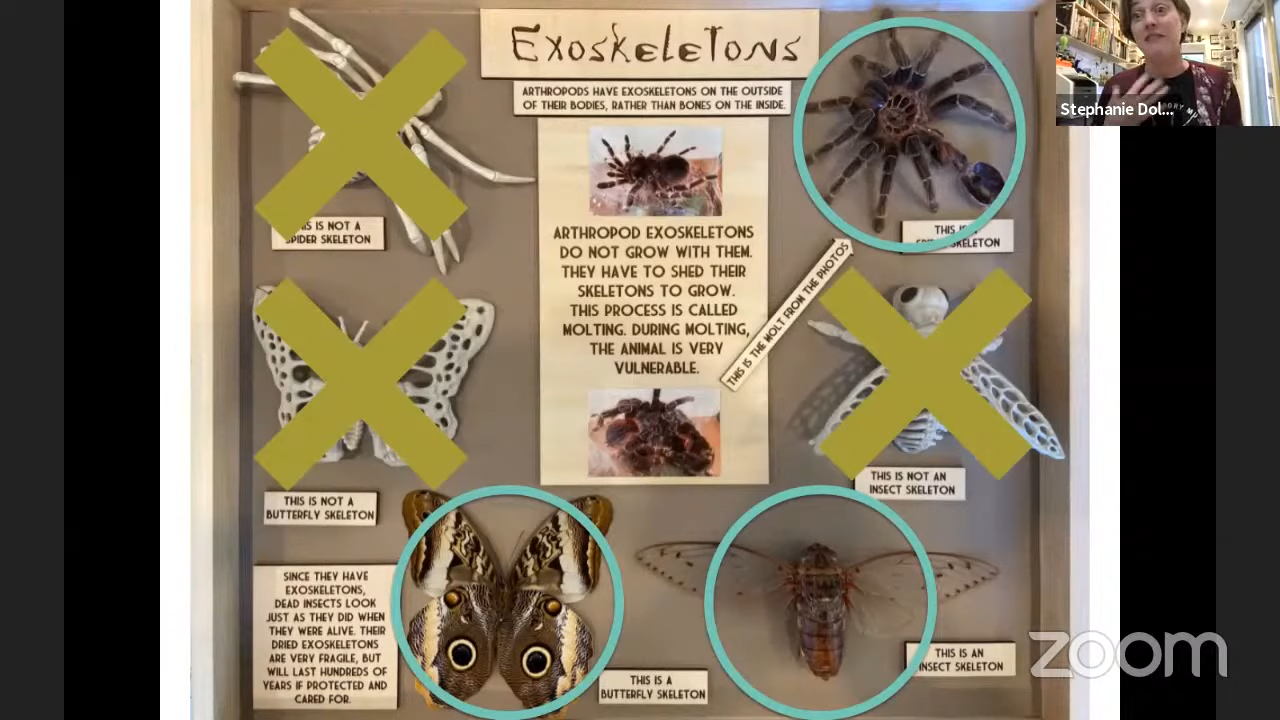 Exoskeletons
ARTHROPODS HAVE EXOSKELETONS ON THE OUTSIDE
OF THEIR BODIES, RATHER THAN BONES ON THE INSIDE.
Stephanie Dol...
IS NOT A
SPIDER SKELETON
ARTHROPOD EXOSKELETONS
DO NOT GROW WITH THEM.
THEY HAVE TO SHED THEIR
SKELETONS TO GROW.
THIS PROCESS IS CALLED
MOLTING. DURING MOLTING,
THE ANIMAL IS VERY
VULNERABLE.
THIS IS
SKELETON
THIS IS THE MOLT FROM THE PHOTOS
THIS IS NOT A
BUTTERFLY SKELETON
THIS IS NOT AN
INSECT SKELETON
SINCE THEY HAVE
EXOSKELETONS,
DEAD INSECTS LOOK
JUST AS THEY DID WHEN
THEY WERE ALIVE. THEIR
DRIED EXOSKELETONS
ARE VERY FRAGILE, BUT
WILL LAST HUNDREDS OF
YEARS IF PROTECTED AND
CARED FOR.
THIS IS A
BUTTERFLY SKELETON
THIS IS AN
INSECT SKELETON
zoom